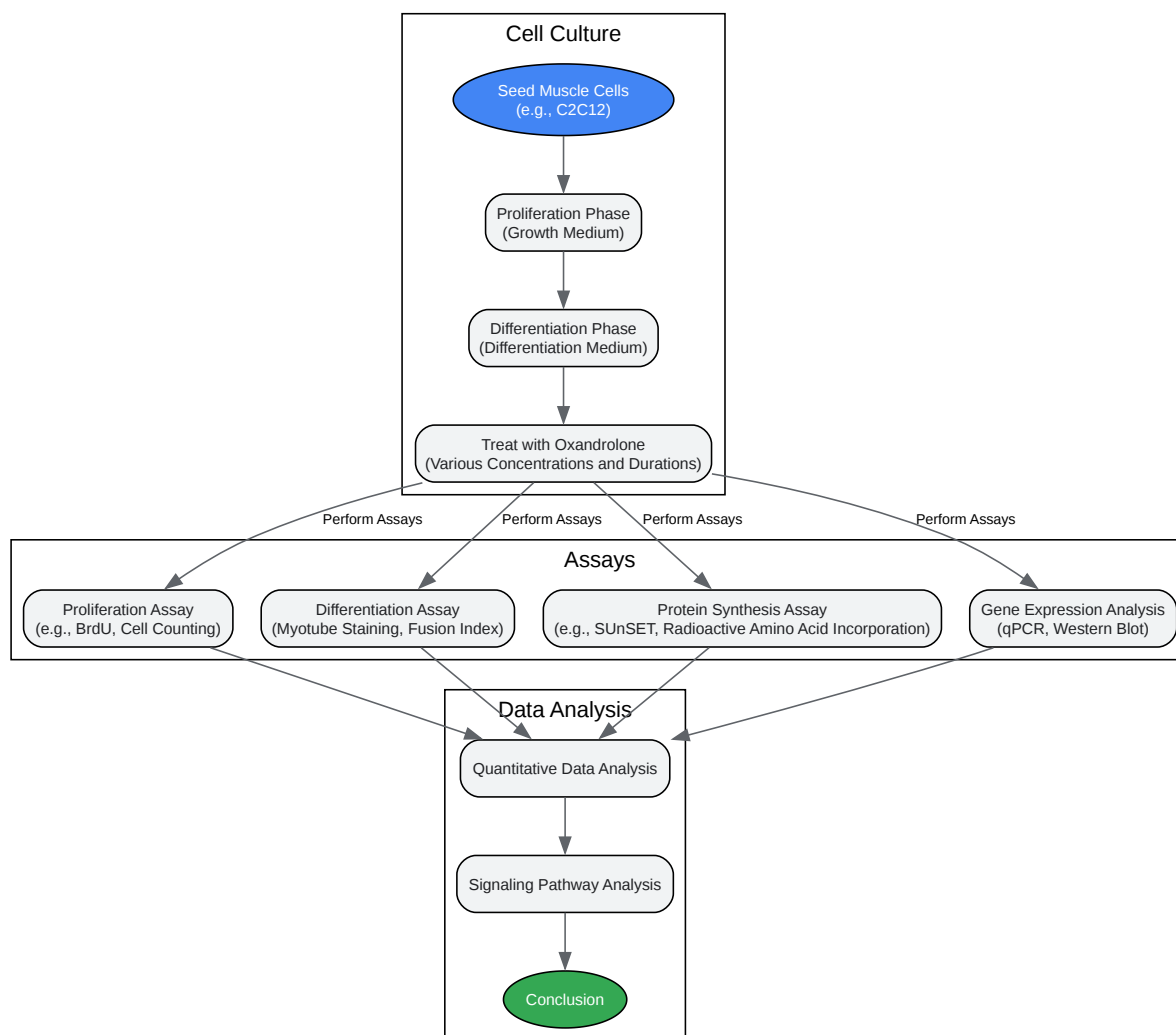 Cell Culture
Seed Muscle Cells
(e.g., C2C12)
Proliferation Phase
(Growth Medium)
Differentiation Phase
(Differentiation Medium)
Treat with Oxandrolone
(Various Concentrations and Durations)
Perform Assays
Perform Assays
Perform Assays
Perform Assays
Assays
Proliferation Assay
(e.g., BrdU, Cell Counting)
Differentiation Assay
(Myotube Staining, Fusion Index)
Protein Synthesis Assay
(e.g., SUnSET, Radioactive Amino Acid Incorporation)
Gene Expression Analysis
(qPCR, Western Blot)
Data Analysis
Quantitative Data Analysis
Signaling Pathway Analysis
Conclusion